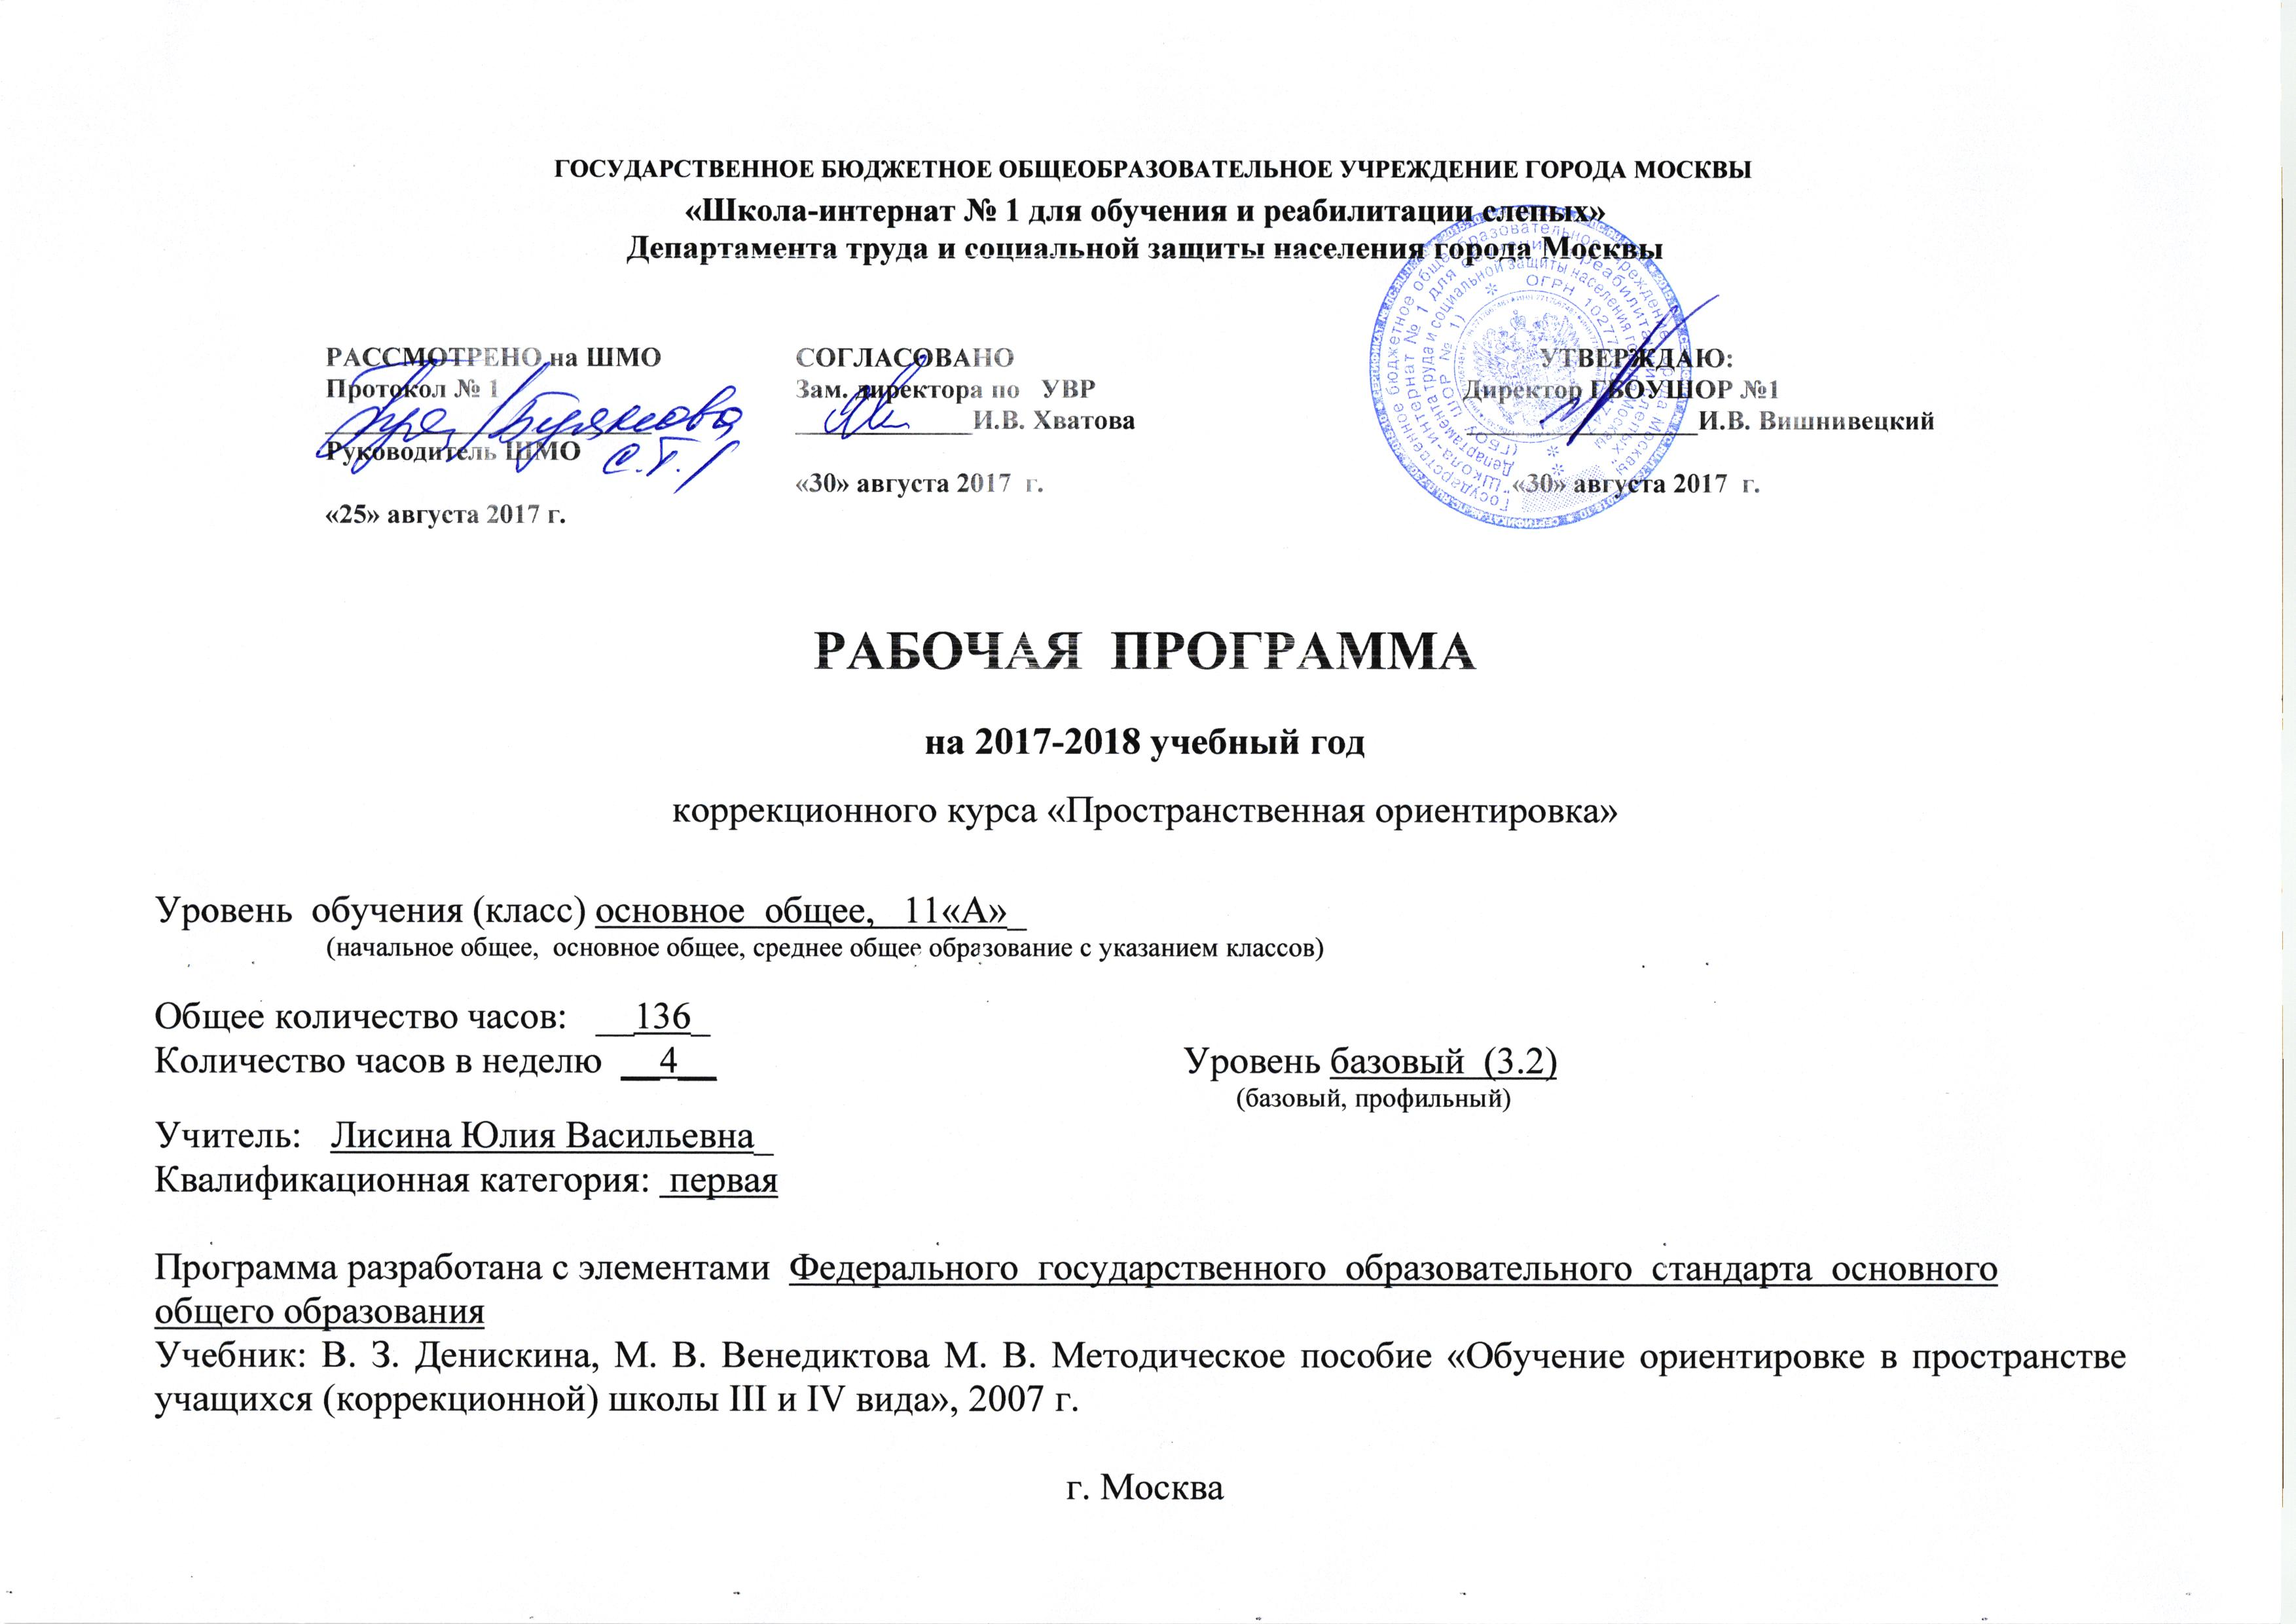 ГОСУДАРСТВЕННОЕ БЮДЖЕТНОЕ ОБЩЕОБРАЗОВАТЕЛЬНОЕ УЧРЕЖДЕНИЕ ГОРОДА МОСКВЫ
«Школа-интернат № 1 для обучения и реабилитации слепых»
Департамента труда и социальной защиты населения города Москвы
РАССМОТРЕНО на ШМО
Протокол № 1
Руководитель ШМО
«25» августа 2017 г.
СОГЛАСОВАНО
Зам. директора по УВР
И.В. Хватова
«30» августа 2017 г.
УТВЕРЖДАЮ:
Директор ГБОУШОР №1
И.В. Вишнивецкий
«30» августа 2017 г.
РАБОЧАЯ ПРОГРАММА
на 2017-2018 учебный год
коррекционного курса «Пространственная ориентировка»
Уровень обучения (класс) основное общее, 11«А»
(начальное общее, основное общее, среднее общее образование с указанием классов)
Общее количество часов: 136
Количество часов в неделю 4
Уровень базовый (3.2)
(базовый, профильный)
Учитель: Лисина Юлия Васильевна
Квалификационная категория: первая
Программа разработана с элементами Федерального государственного образовательного стандарта основного
общего образования
Учебник: В. З. Денискина, М. В. Венедиктова М. В. Методическое пособие «Обучение ориентировке в пространстве
учащихся (коррекционной) школы III и IV вида», 2007 г.
г. Москва